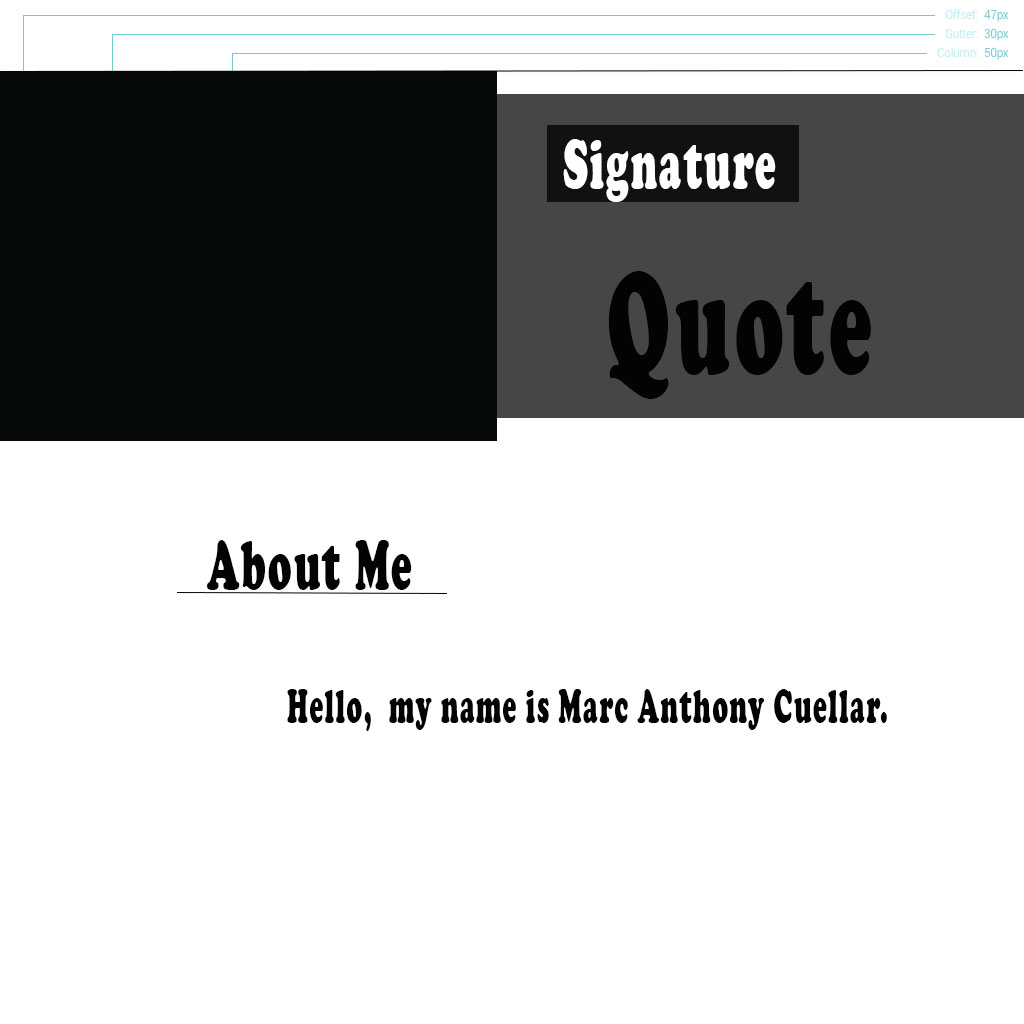 Offset: 47px
Gutter: 30px
Column: 50px
Signature
Quote
About Me
Hello, my name is Marc Anthony Cuellar.